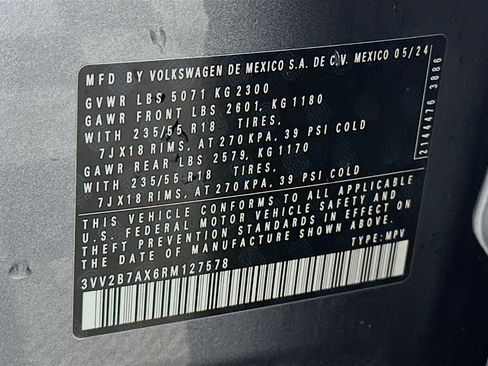 MFD BY VOLKSWAGEN DE MEXICO S.A. DE C.V. MEXICO 05/24
GVWR LBS 5071 KG 2300
GAWR FRONT LBS 2601, KG 1180
WITH 235/55 R18 TIRES,
7JX18 RIMS, AT 270 KPA, 39 PSI COLD
GAWR REAR LBS 2579, KG 1170
WITH 235/55 R18 TIRES,
7JX18 RIMS, AT 270 KPA, 39 PSI COLD
THIS VEHICLE CONFORMS TO ALL APPLICABLE
U.S. FEDERAL MOTOR VEHICLE SAFETY AND
THEFT PREVENTION STANDARDS IN EFFECT ON
THE DATE OF MANUFACTURE SHOWN ABOVE.
3VV2B7AX6RM127578 TYPE: MPV
21444476 3886